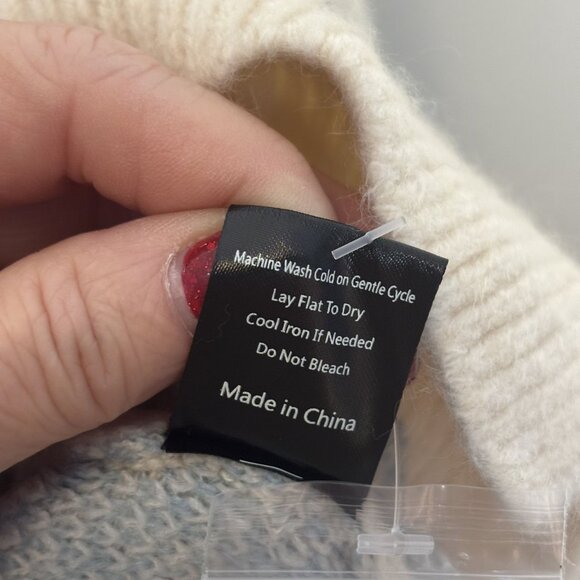 Machine Wash Cold on Gentle Cycle
Lay Flat To Dry
Cool Iron If Needed
Do Not Bleach
Made in China